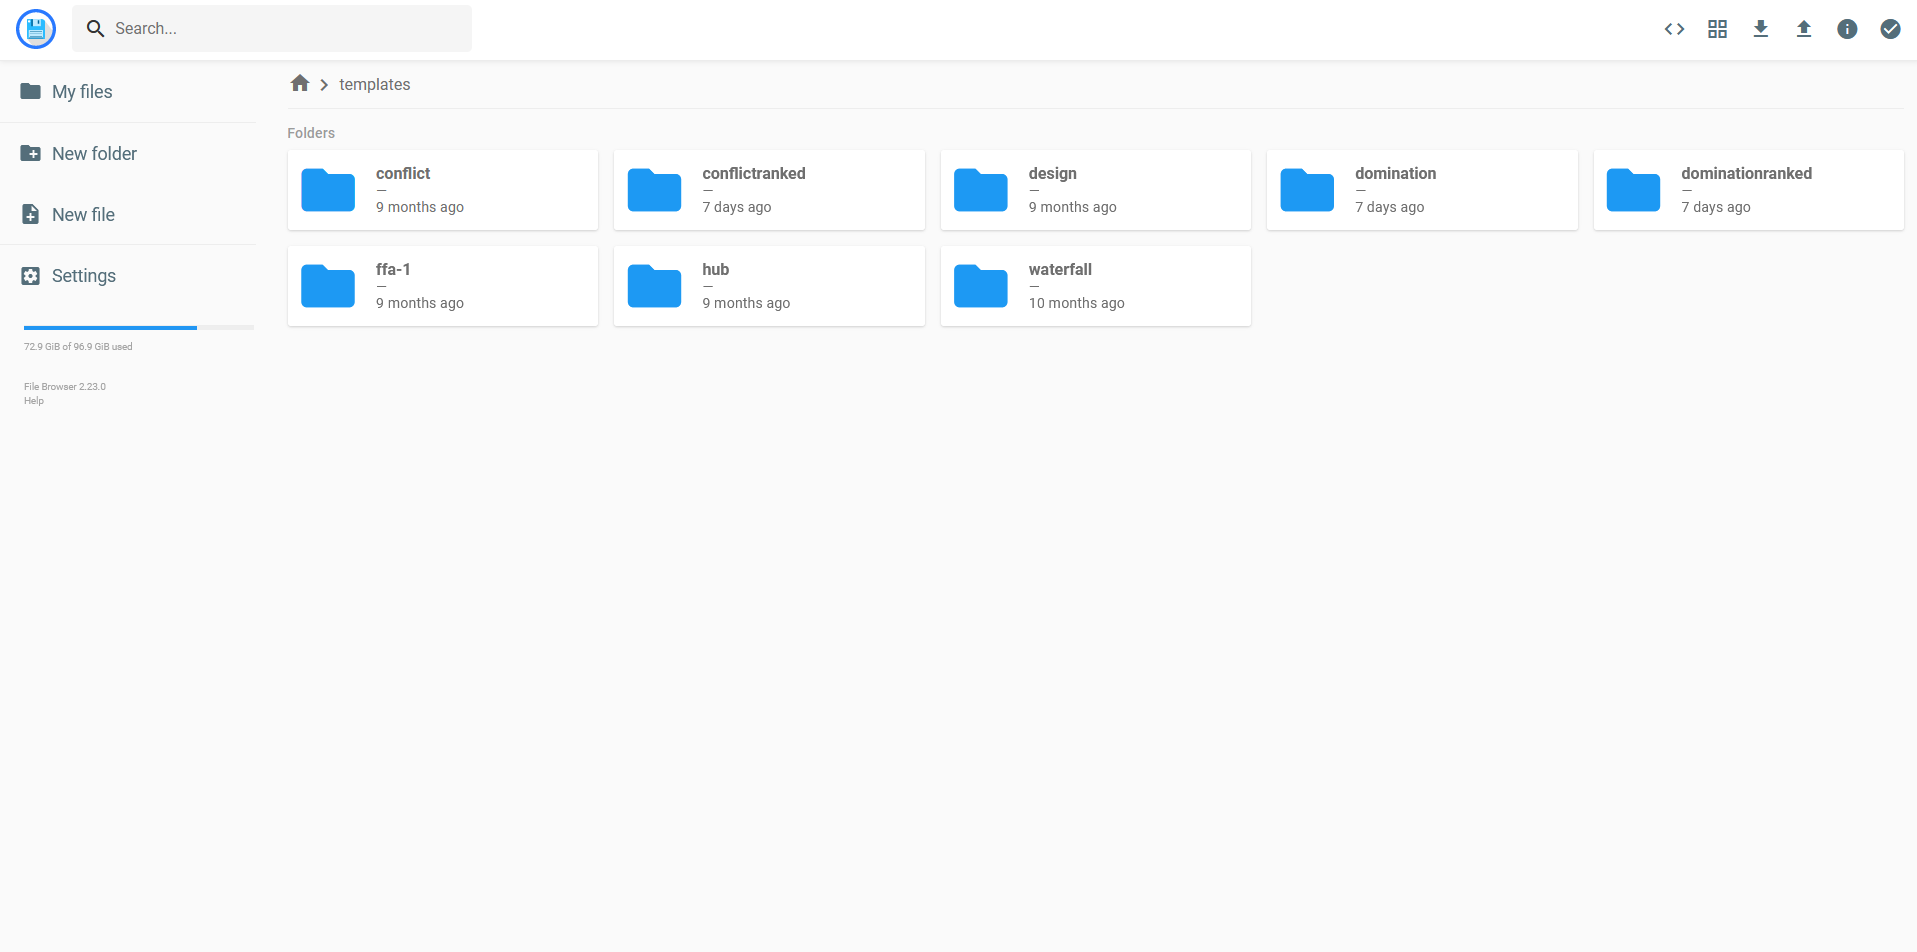 Search...
My files
New folder
New file
Settings
72.9 GiB of 96.9 GiB used
File Browser 2.23.0
Help
templates
Folders
conflict
—
9 months ago
conflictranked
—
7 days ago
design
—
9 months ago
domination
—
7 days ago
dominationranked
—
7 days ago
ffa-1
—
9 months ago
hub
—
9 months ago
waterfall
—
10 months ago